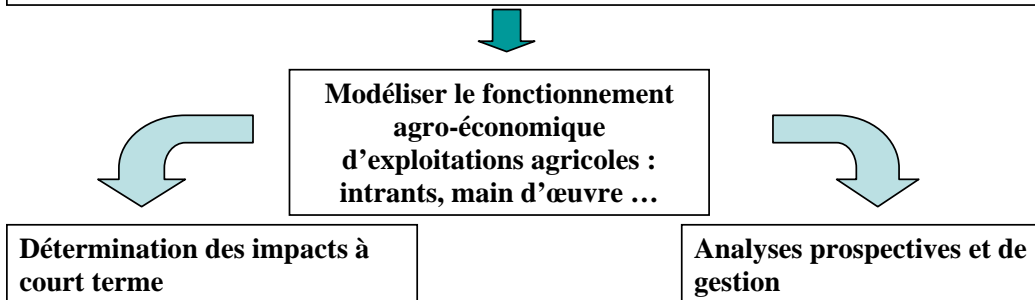 Modéliser le fonctionnement
agro-économique
d'exploitations agricoles :
intrants, main d'œuvre …
Détermination des impacts à
court terme
Analyses prospectives et de
gestion